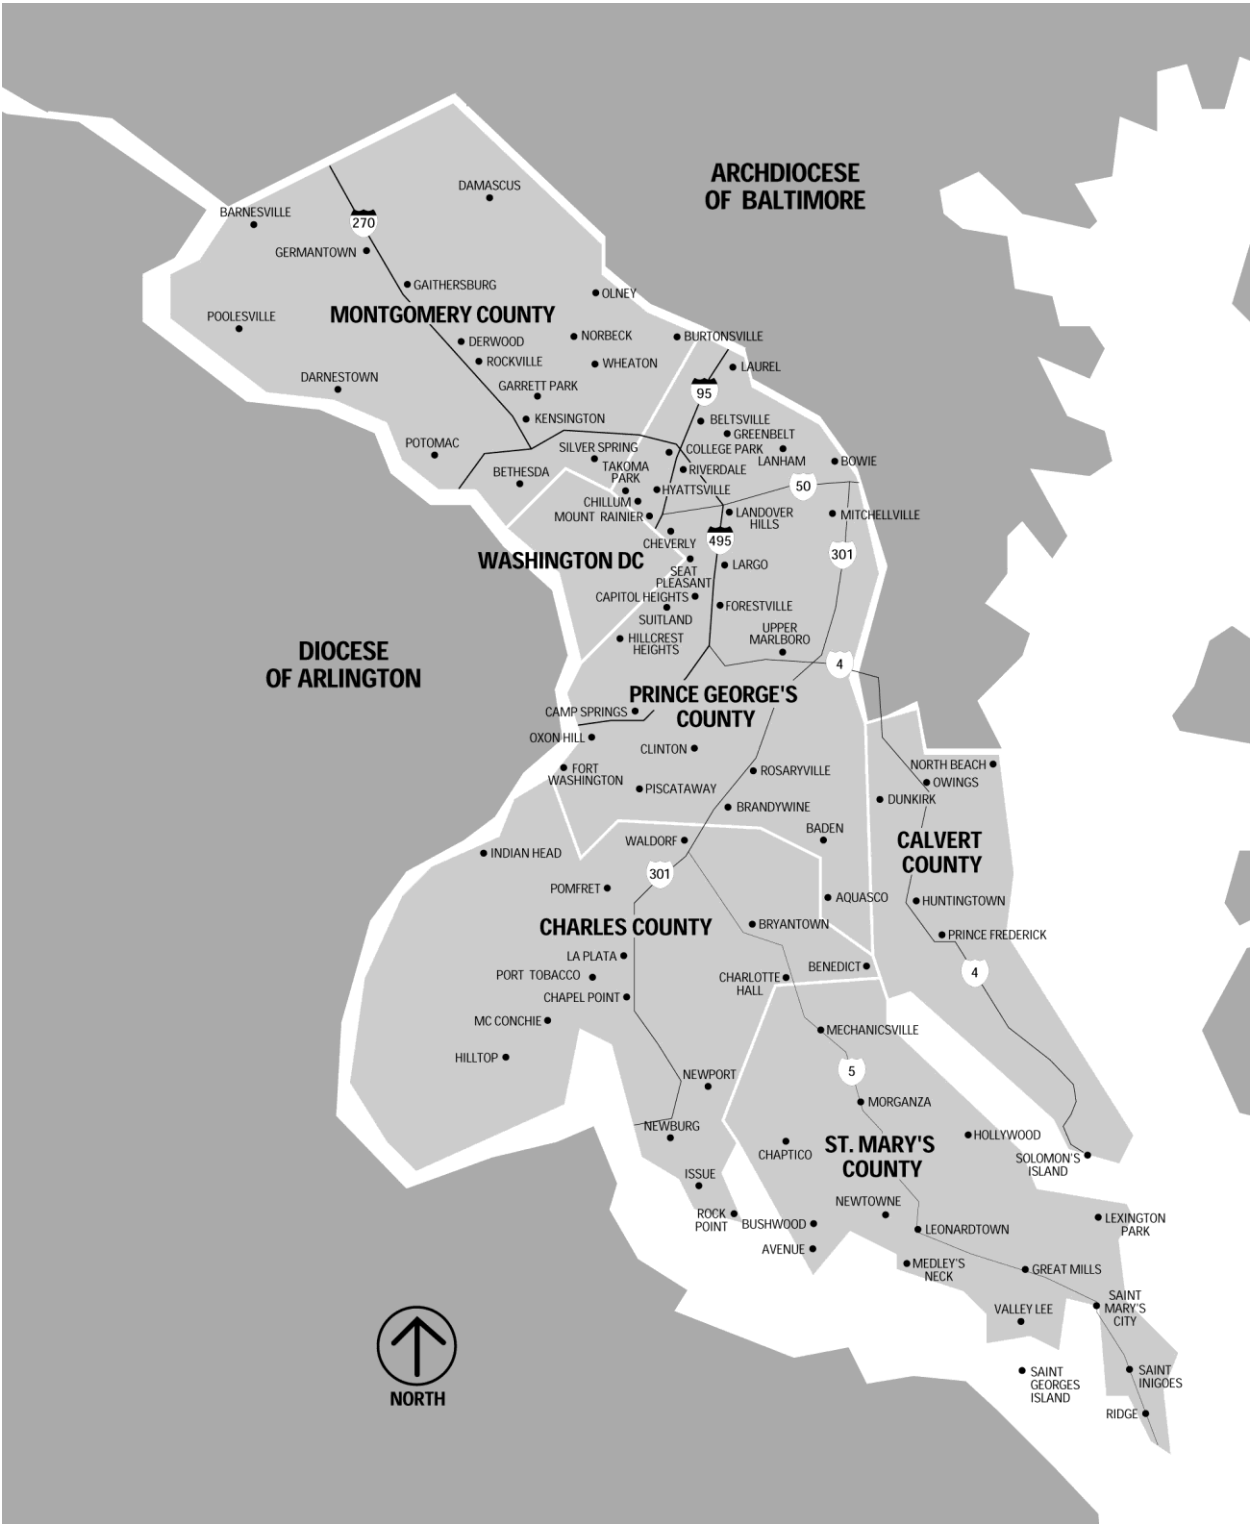 ARCHDIOCESE
OF BALTIMORE
DAMASCUS
BARNESVILLE
270
GERMANTOWN
GAITHERSBURG
OLNEY
MONTGOMERY COUNTY
POOLESVILLE
NORBECK
BURTONSVILLE
DERWOOD
ROCKVILLE
WHEATON
LAUREL
DARNESTOWN
GARRETT PARK
95
KENSINGTON
BELTSVILLE
GREENBELT
POTOMAC
SILVER SPRING
COLLEGE PARK
LANHAM
BOWIE
BETHESDA
TAKOMA
PARK
RIVERDALE
HYATTSVILLE
50
CHILLUM
MOUNT RAINIER
LANDOVER
HILLS
MITCHELLVILLE
CHEVERLY
495
301
WASHINGTON DC
SEAT
PLEASANT
LARGO
CAPITOL HEIGHTS
FORESTVILLE
SUITLAND
HILLCREST
HEIGHTS
UPPER
MARLBORO
DIOCESE
OF ARLINGTON
4
PRINCE GEORGE'S
COUNTY
CAMP SPRINGS
OXON HILL
CLINTON
FORT
WASHINGTON
ROSARYVILLE
NORTH BEACH
OWINGS
PISCATAWAY
DUNKIRK
BRANDYWINE
BADEN
WALDORF
CALVERT
COUNTY
INDIAN HEAD
301
POMFRET
AQUASCO
HUNTINGTOWN
CHARLES COUNTY
BRYANTOWN
PRINCE FREDERICK
LA PLATA
BENEDICT
4
PORT TOBACCO
CHARLOTTE
HALL
CHAPEL POINT
MC CONCHIE
MECHANICSVILLE
HILLTOP
5
NEWPORT
MORGANZA
NEWBURG
HOLLYWOOD
CHAPTICO
ST. MARY'S
COUNTY
SOLOMON'S
ISLAND
ISSUE
NEWTOWNE
ROCK
POINT
BUSHWOOD
LEONARDTOWN
LEXINGTON
PARK
AVENUE
MEDLEY'S
NECK
GREAT MILLS
VALLEY LEE
SAINT
MARY'S
CITY
SAINT
GEORGES
ISLAND
SAINT
INIGOES
RIDGE
NORTH